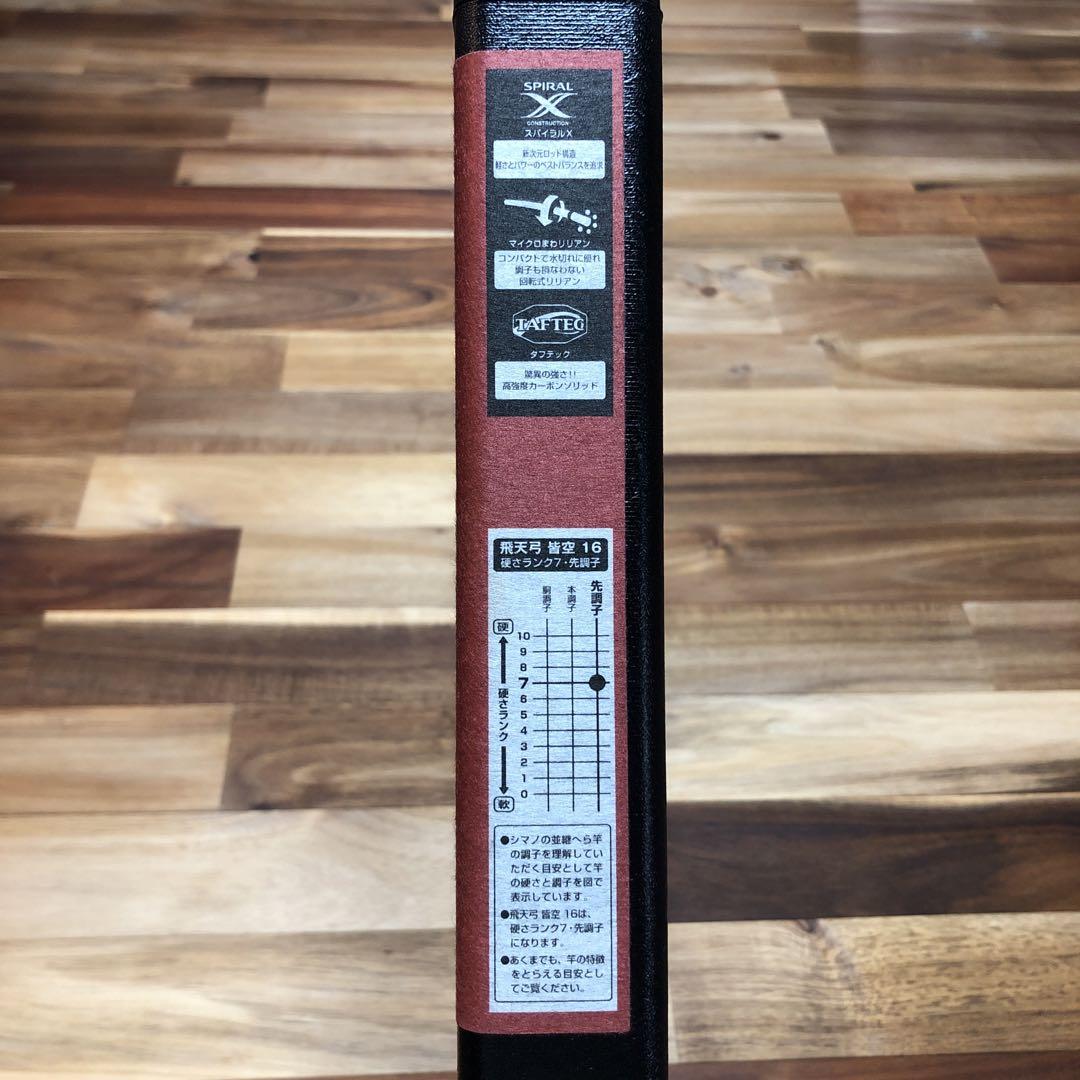 SPIRAL
X
CONSTRUCTION
スパイラルX
新次元ロッド構造
軽さとパワーのベストバランスを追求
マイクロまわリリアン
コンパクトで水切れに優れ
調子も損なわない
回転式リリアン
TAFTEC
タフテック
驚異の強さ!!
高強度カーボンソリッド
飛天弓 皆空 16
硬さランク7・先調子
胴調子
本調子
先調子
硬
10
9
8
7
6
5
4
3
2
1
0
硬さランク
軟
●シマノの並継へら竿
の調子を理解してい
ただく目安として竿
の硬さと調子を図で
表示しています。
●飛天弓 皆空 16は、
硬さランク7・先調子
になります。
●あくまでも、竿の特徴
をとらえる目安とし
てご覧ください。